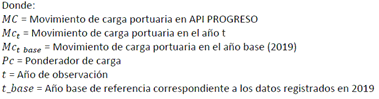 Donde:
MC = Movimiento de carga portuaria en API PROGRESO
Mc_t = Movimiento de carga portuaria en el año t
Mc_t base = Movimiento de carga portuaria en el año base (2019)
Pc = Ponderador de carga
t = Año de observación
t_base = Año base de referencia correspondiente a los datos registrados en 2019